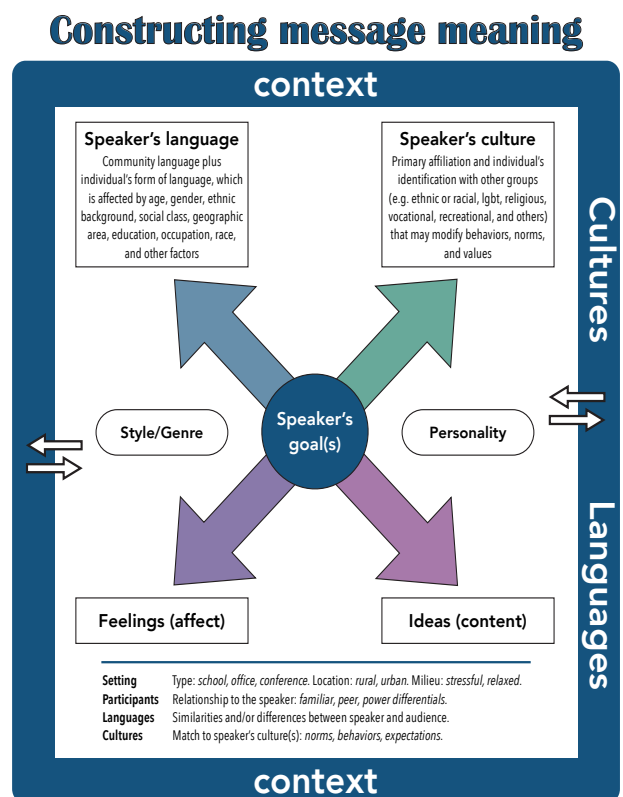 Constructing message meaning
context
Speaker's language
Community language plus
individual's form of language, which
is affected by age, gender, ethnic
background, social class, geographic
area, education, occupation, race,
and other factors
Speaker's culture
Primary affiliation and individual's
identification with other groups
(e.g. ethnic or racial, lgbt, religious,
vocational, recreational, and others)
that may modify behaviors, norms,
and values
Cultures
Style/Genre
Speaker's
goal(s)
Personality
Languages
Feelings (affect)
Ideas (content)
Setting Type: school, office, conference. Location: rural, urban. Milieu: stressful, relaxed.
Participants Relationship to the speaker: familiar, peer, power differentials.
Languages Similarities and/or differences between speaker and audience.
Cultures Match to speaker's culture(s): norms, behaviors, expectations.
context